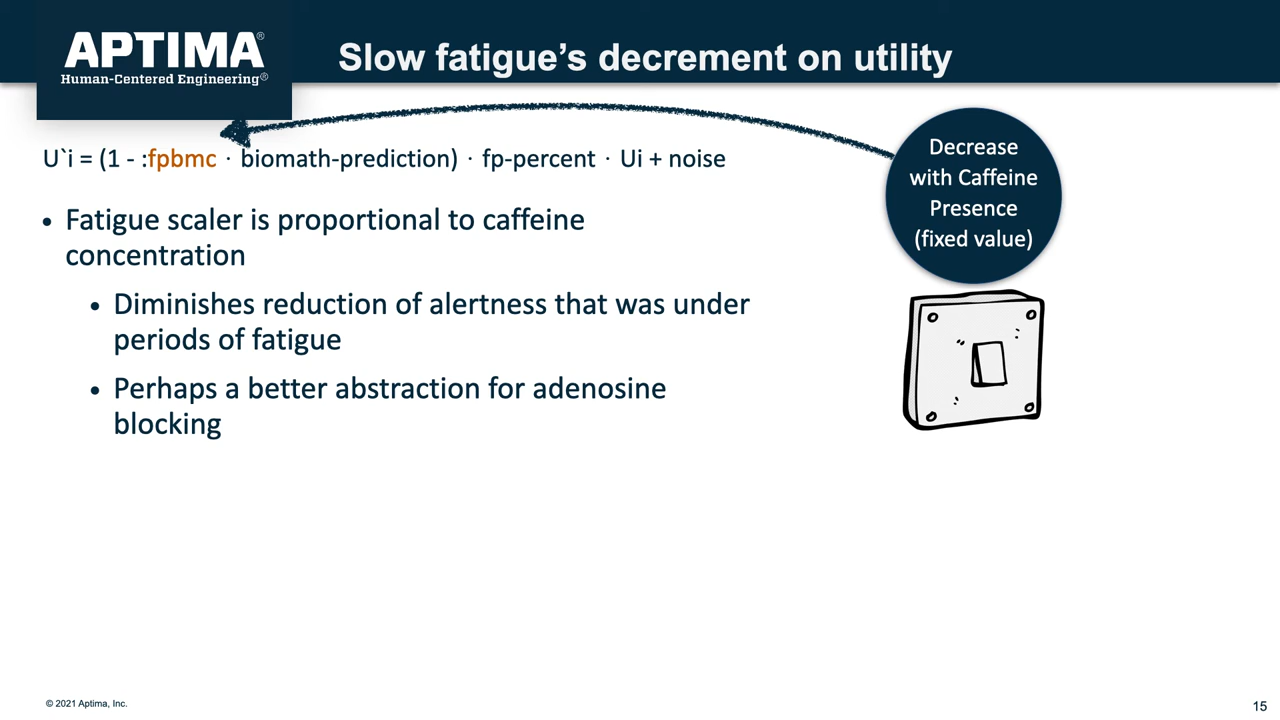 APTIMA®
Human-Centered Engineering®
Slow fatigue’s decrement on utility
U`i = (1 - :fpbmc · biomath-prediction) · fp-percent · Ui + noise
Decrease
with Caffeine
Presence
(fixed value)
• Fatigue scaler is proportional to caffeine
concentration
• Diminishes reduction of alertness that was under
periods of fatigue
• Perhaps a better abstraction for adenosine
blocking
© 2021 Aptima, Inc.
15